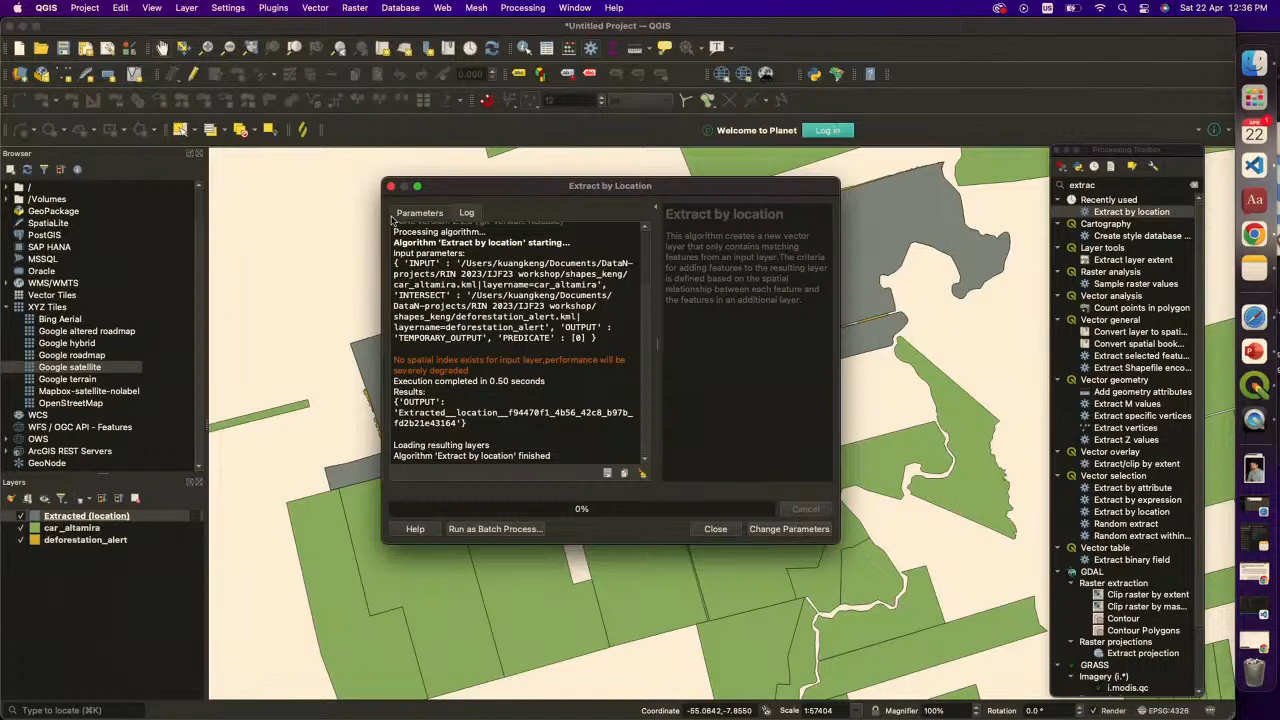 QGIS Project Edit View Layer Settings Plugins Vector Raster Database Web Mesh Processing Window Help Sat 22 Apr 12:36 PM
*Untitled Project — QGIS
0.000
12 px
Welcome to Planet Log in
Browser
/
/Volumes
GeoPackage
SpatiaLite
PostGIS
SAP HANA
MSSQL
Oracle
WMS/WMTS
Vector Tiles
XYZ Tiles
Bing Aerial
Google altered roadmap
Google hybrid
Google roadmap
Google satellite
Google terrain
Mapbox-satellite-nolabel
OpenStreetMap
WCS
WFS / OGC API - Features
OWS
ArcGIS REST Servers
GeoNode
Layers
Extracted (location)
car_altamira
deforestation_alert
Extract by Location
Parameters Log
Processing algorithm…
Algorithm 'Extract by location' starting…
Input parameters:
{ 'INPUT' : '/Users/kuangkeng/Documents/DataN-
projects/RIN 2023/IJF23 workshop/shapes_keng/
car_altamira.kml|layername=car_altamira',
'INTERSECT' : '/Users/kuangkeng/Documents/
DataN-projects/RIN 2023/IJF23 workshop/
shapes_keng/deforestation_alert.kml|
layername=deforestation_alert', 'OUTPUT' :
'TEMPORARY_OUTPUT', 'PREDICATE' : [0] }
No spatial index exists for input layer,performance will be
severely degraded
Execution completed in 0.50 seconds
Results:
{'OUTPUT':
'Extracted__location__f94470f1_4b56_42c8_b97b_
fd2b21e43164'}
Loading resulting layers
Algorithm 'Extract by location' finished
Extract by location
This algorithm creates a new vector
layer that only contains matching
features from an input layer.The criteria
for adding features to the resulting layer
is defined based on the spatial
relationship between each feature and
the features in an additional layer.
0% Cancel
Help Run as Batch Process… Close Change Parameters
Processing Toolbox
extrac
Recently used
Extract by location
Cartography
Create style database …
Layer tools
Extract layer extent
Raster analysis
Sample raster values
Vector analysis
Count points in polygon
Vector general
Convert layer to spati…
Convert spatial book…
Extract selected featur…
Extract Shapefile enco…
Vector geometry
Add geometry attributes
Extract M values
Extract specific vertices
Extract vertices
Extract Z values
Vector overlay
Extract/clip by extent
Vector selection
Extract by attribute
Extract by expression
Extract by location
Random extract
Random extract within…
Vector table
Extract binary field
GDAL
Raster extraction
Clip raster by extent
Clip raster by mas…
Contour
Contour Polygons
Raster projections
Extract projection
GRASS
Imagery (i.*)
i.modis.qc
APR
22
1
Aa
Type to locate (⌘K)
Coordinate -55.0642,-7.8550 Scale 1:57404 Magnifier 100% Rotation 0.0 ° Render EPSG:4326